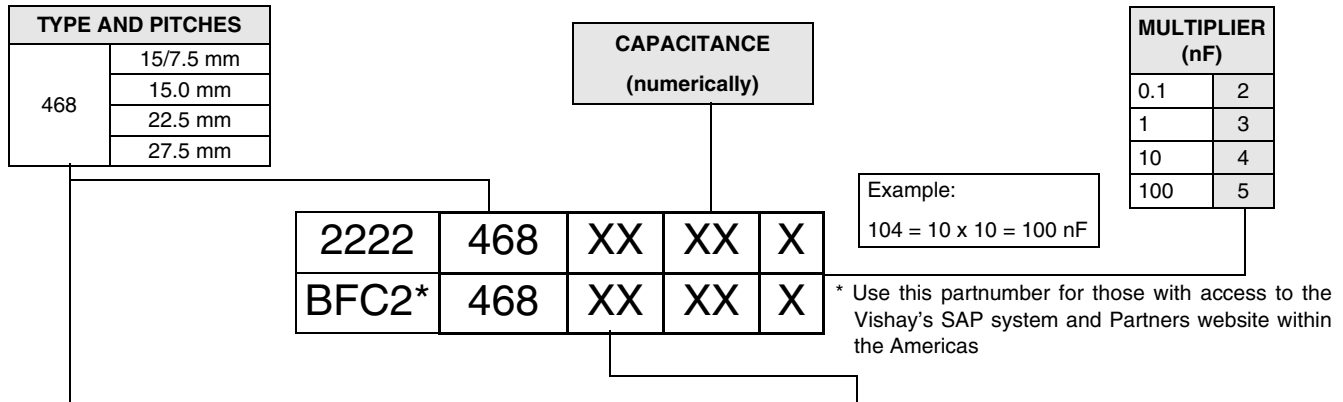 TYPE AND PITCHES
468
15/7.5 mm
15.0 mm
22.5 mm
27.5 mm
CAPACITANCE
(numerically)
MULTIPLIER
(nF)
0.1 2
1 3
10 4
100 5
Example:
104 = 10 x 10 = 100 nF
2222 468 XX XX X
BFC2* 468 XX XX X
* Use this partnumber for those with access to the
Vishay's SAP system and Partners website within
the Americas